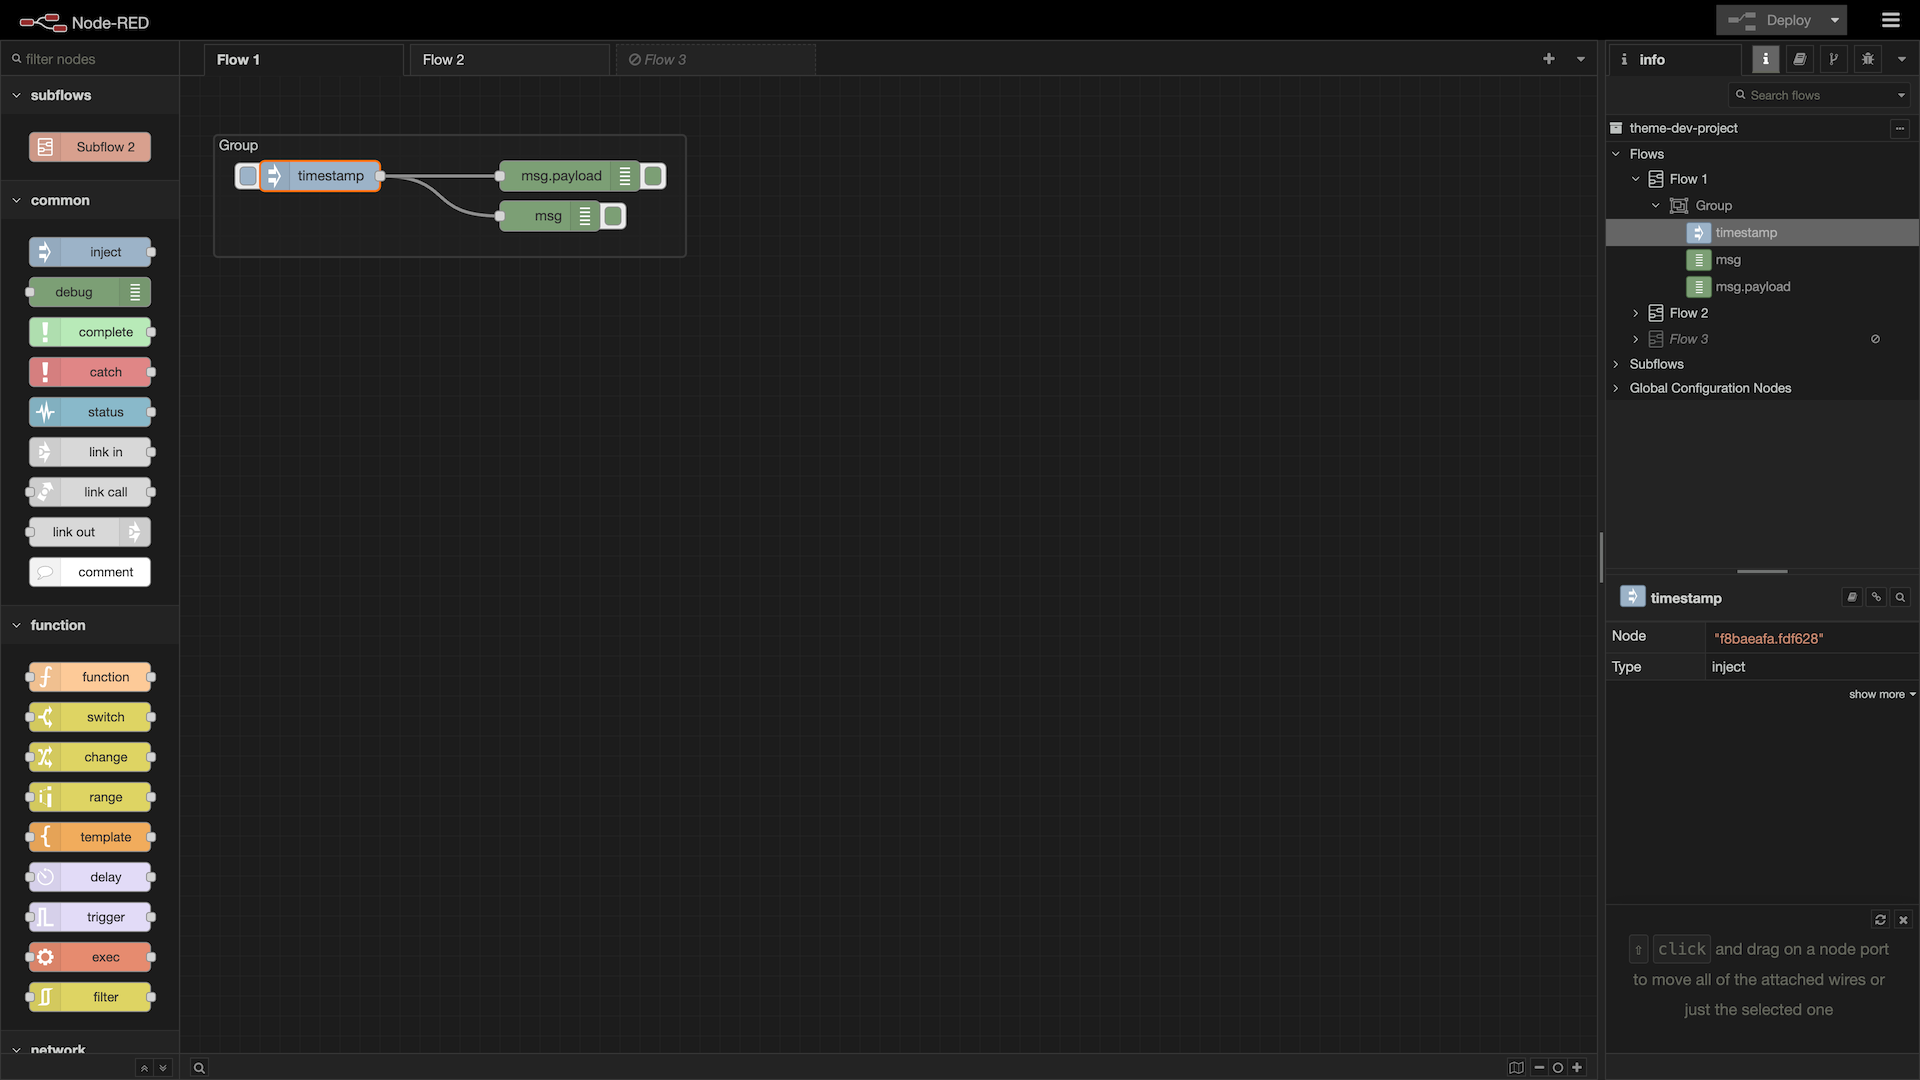 Node-RED
Deploy
filter nodes
Flow 1
Flow 2
Flow 3
info
Search flows
subflows
Subflow 2
common
inject
debug
complete
catch
status
link in
link call
link out
comment
function
function
switch
change
range
template
delay
trigger
exec
filter
network
Group
timestamp
msg.payload
msg
theme-dev-project
Flows
Flow 1
Group
timestamp
msg
msg.payload
Flow 2
Flow 3
Subflows
Global Configuration Nodes
timestamp
Node "f8baeafa.fdf628"
Type inject
show more
⇧ click and drag on a node port
to move all of the attached wires or
just the selected one